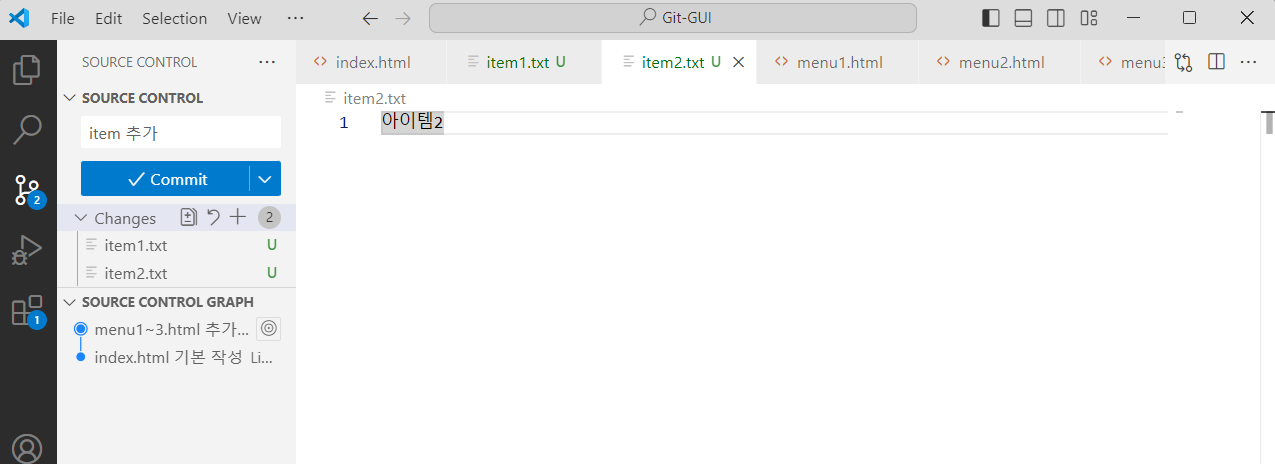 File Edit Selection View ··· Git-GUI
SOURCE CONTROL ···
index.html item1.txt U item2.txt U menu1.html menu2.html menu3 ···
SOURCE CONTROL
item2.txt
item 추가
1 아이템2
Commit
2
Changes 2
item1.txt U
item2.txt U
SOURCE CONTROL GRAPH
1
menu1~3.html 추가...
index.html 기본 작성 Li...